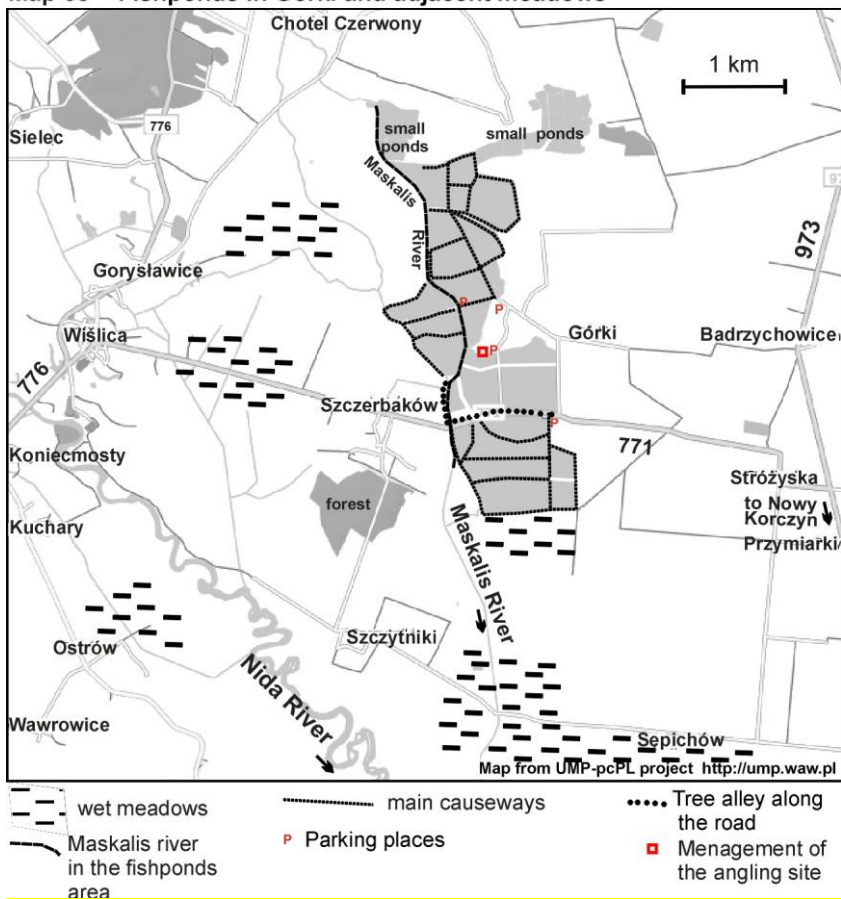 Chotel Czerwony
1 km
776
Sielec
small ponds
small ponds
Maskalis River
973
Gorysławice
Wiślica
P
P
Górki
Badrzychowice
P
776
Szczerbaków
P
771
Koniecmosty
Stróżyska
forest
to Nowy Korczyn
Kuchary
Przymiarki
Maskalis River
Szczytniki
Ostrów
Nida River
Wawrowice
Sępichów
Map from UMP-pcPL project http://ump.waw.pl
wet meadows
main causeways
Tree alley along
the road
Maskalis river
in the fishponds
area
P Parking places
Menagement of
the angling site